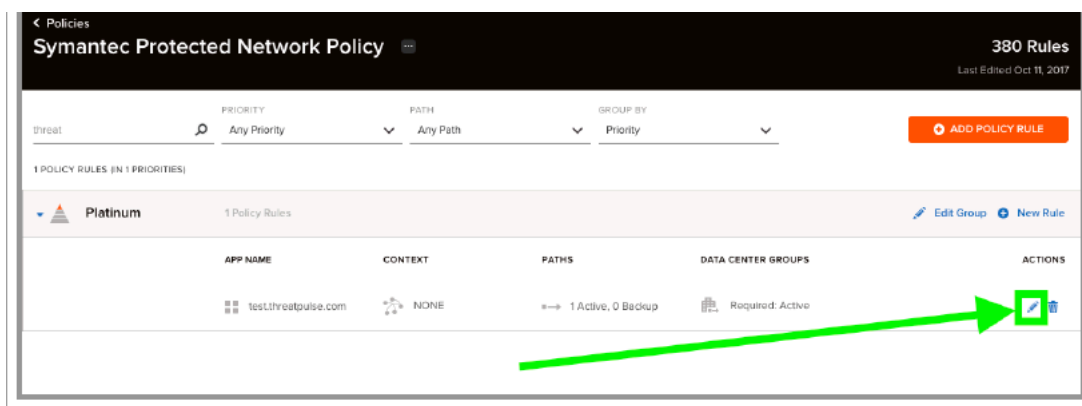 < Policies
Symantec Protected Network Policy
380 Rules
Last Edited Oct 11, 2017
PRIORITY PATH GROUP BY
threat Any Priority Any Path Priority ADD POLICY RULE
1 POLICY RULES (IN 1 PRIORITIES)
Platinum 1 Policy Rules Edit Group New Rule
APP NAME CONTEXT PATHS DATA CENTER GROUPS ACTIONS
test.threatpulse.com NONE 1 Active, 0 Backup Required: Active